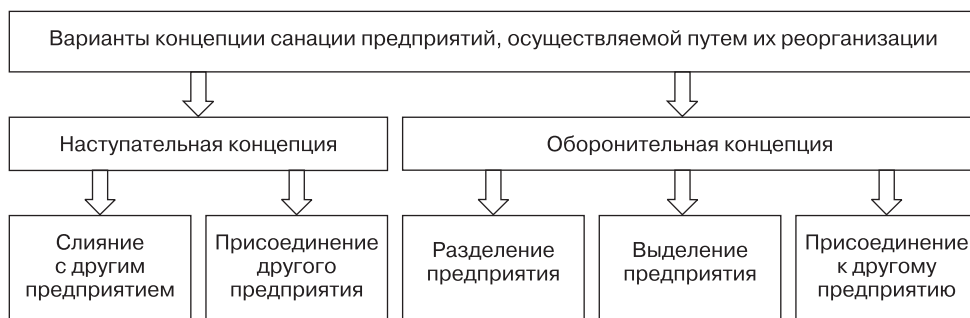 Варианты концепции санации предприятий, осуществляемой путем их реорганизации
Наступательная концепция
Оборонительная концепция
Слияние
с другим
предприятием
Присоединение
другого
предприятия
Разделение
предприятия
Выделение
предприятия
Присоединение
к другому
предприятию